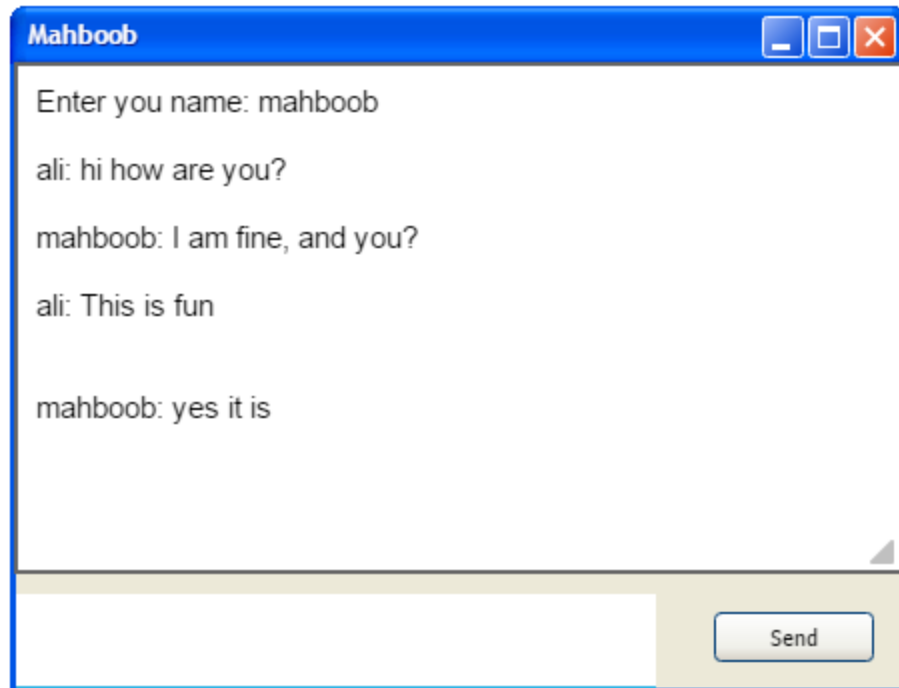 Mahboob
Enter you name: mahboob
ali: hi how are you?
mahboob: I am fine, and you?
ali: This is fun
mahboob: yes it is
Send